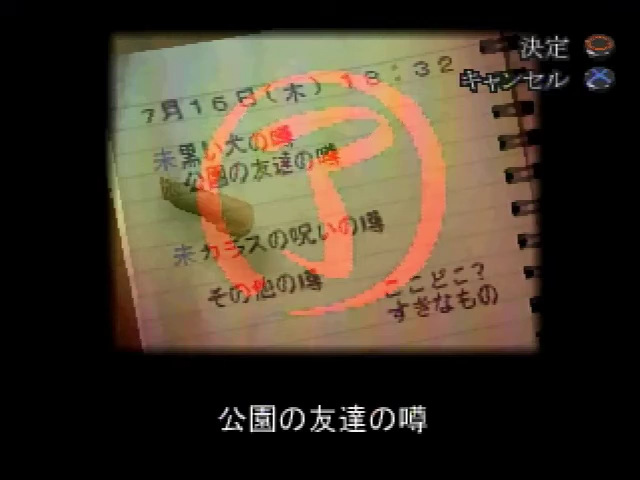 決定
キャンセル
7月15日(木) 18:32
未黒い犬の噂
公園の友達の噂
未カラスの呪いの噂
その他の噂
ここどこ?
すきなもの
公園の友達の噂